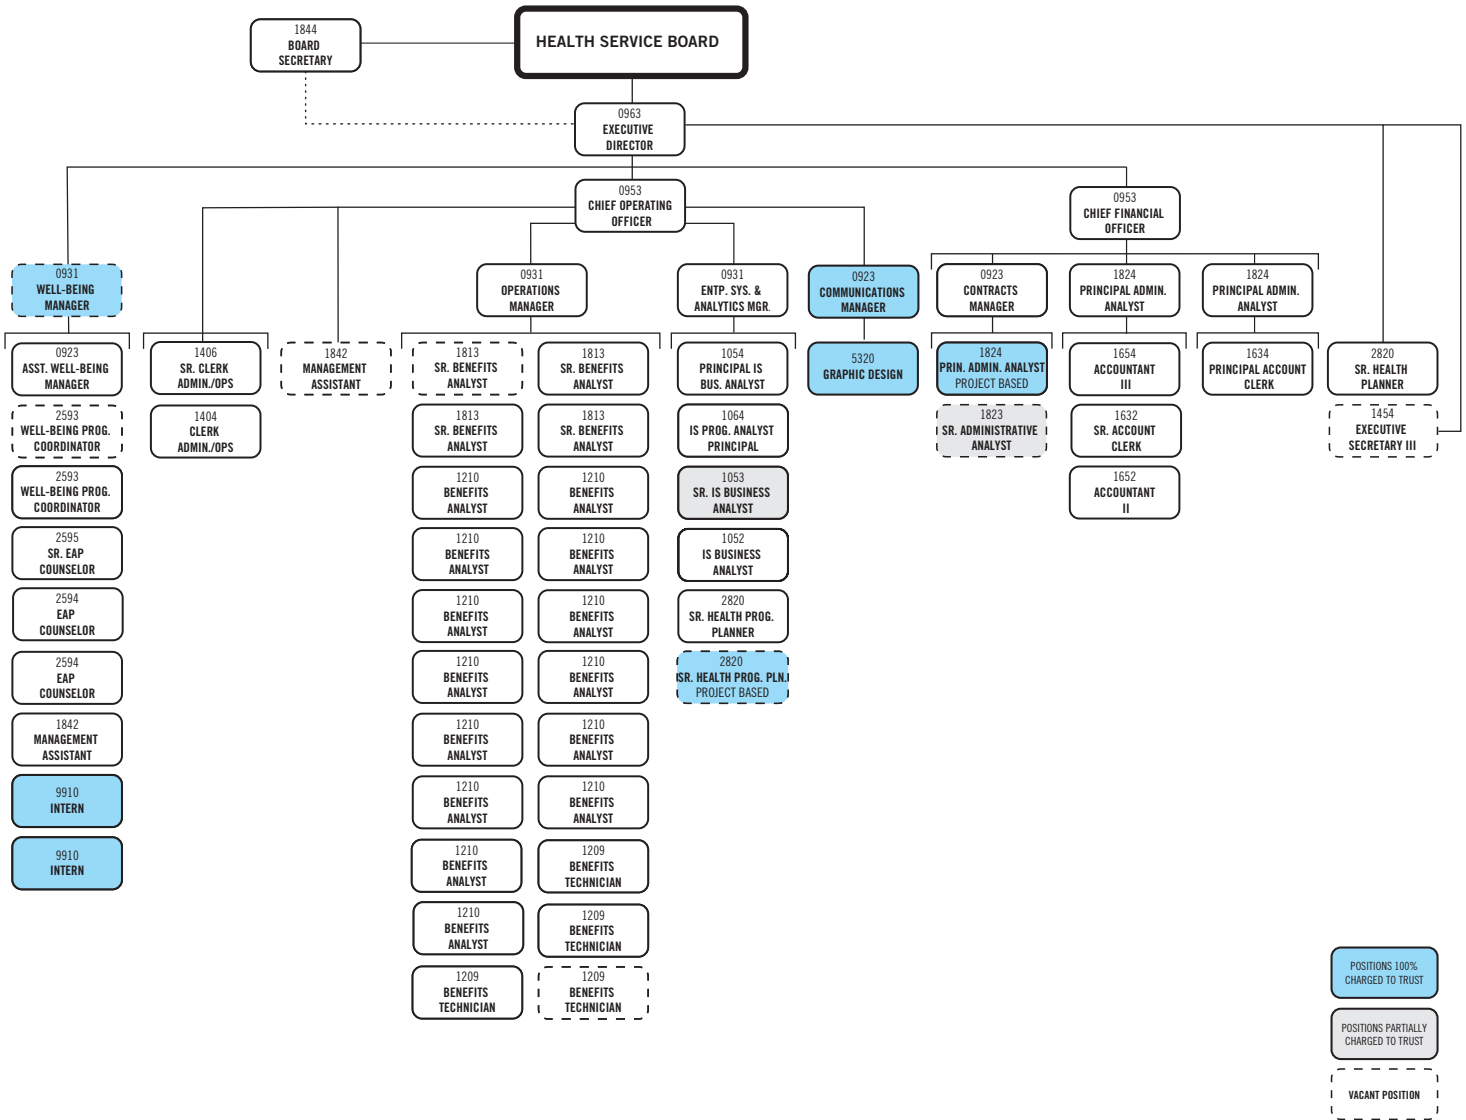 1844
BOARD
SECRETARY
HEALTH SERVICE BOARD
0963
EXECUTIVE
DIRECTOR
0953
CHIEF OPERATING
OFFICER
0953
CHIEF FINANCIAL
OFFICER
0931
WELL-BEING
MANAGER
0931
OPERATIONS
MANAGER
0931
ENTP. SYS. &
ANALYTICS MGR.
0923
COMMUNICATIONS
MANAGER
0923
CONTRACTS
MANAGER
1824
PRINCIPAL ADMIN.
ANALYST
1824
PRINCIPAL ADMIN.
ANALYST
0923
ASST. WELL-BEING
MANAGER
2593
WELL-BEING PROG.
COORDINATOR
2593
WELL-BEING PROG.
COORDINATOR
2595
SR. EAP
COUNSELOR
2594
EAP
COUNSELOR
2594
EAP
COUNSELOR
1842
MANAGEMENT
ASSISTANT
9910
INTERN
9910
INTERN
1406
SR. CLERK
ADMIN./OPS
1404
CLERK
ADMIN./OPS
1842
MANAGEMENT
ASSISTANT
1813
SR. BENEFITS
ANALYST
1813
SR. BENEFITS
ANALYST
1210
BENEFITS
ANALYST
1210
BENEFITS
ANALYST
1210
BENEFITS
ANALYST
1210
BENEFITS
ANALYST
1210
BENEFITS
ANALYST
1210
BENEFITS
ANALYST
1210
BENEFITS
ANALYST
1210
BENEFITS
ANALYST
1209
BENEFITS
TECHNICIAN
1813
SR. BENEFITS
ANALYST
1813
SR. BENEFITS
ANALYST
1210
BENEFITS
ANALYST
1210
BENEFITS
ANALYST
1210
BENEFITS
ANALYST
1210
BENEFITS
ANALYST
1210
BENEFITS
ANALYST
1210
BENEFITS
ANALYST
1209
BENEFITS
TECHNICIAN
1209
BENEFITS
TECHNICIAN
1209
BENEFITS
TECHNICIAN
1054
PRINCIPAL IS
BUS. ANALYST
1064
IS PROG. ANALYST
PRINCIPAL
1053
SR. IS BUSINESS
ANALYST
1052
IS BUSINESS
ANALYST
2820
SR. HEALTH PROG.
PLANNER
2820
SR. HEALTH PROG. PLN.
PROJECT BASED
5320
GRAPHIC DESIGN
1824
PRIN. ADMIN. ANALYST
PROJECT BASED
1823
SR. ADMINISTRATIVE
ANALYST
1654
ACCOUNTANT
III
1632
SR. ACCOUNT
CLERK
1652
ACCOUNTANT
II
1634
PRINCIPAL ACCOUNT
CLERK
2820
SR. HEALTH
PLANNER
1454
EXECUTIVE
SECRETARY III
POSITIONS 100%
CHARGED TO TRUST
POSITIONS PARTIALLY
CHARGED TO TRUST
VACANT POSITION